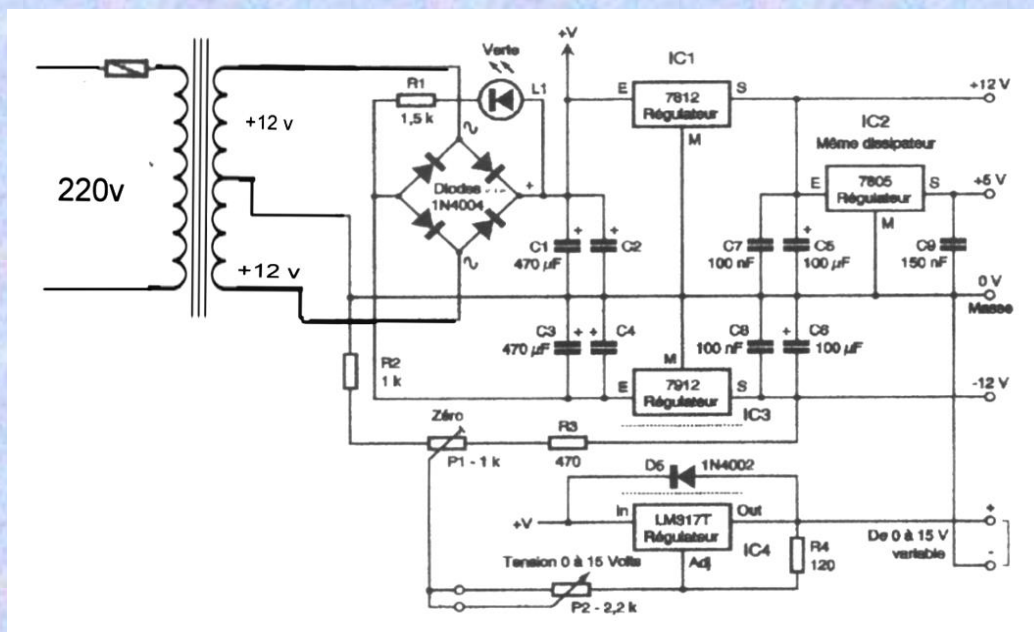 +V
Verte
IC1
R1
L1
1,5 k
E
7812
S
Régulateur
M
+12 V
IC2
Même dissipateur
+12 v
220v
Diodes
1N4004
+
E
7805
S
Régulateur
M
+5 V
C1
470 µF
+
+
C2
C7
100 nF
+
C5
100 µF
C9
150 nF
+12 v
0 V
Masse
C3
470 µF
+
+
C4
C8
100 nF
+
C6
100 µF
R2
1 k
M
E
7912
S
Régulateur
IC3
-12 V
Zéro
P1 - 1 k
R3
470
D5
1N4002
+V
In
LM317T
Out
Régulateur
IC4
Adj
R4
120
+
De 0 à 15 V
variable
-
Tension 0 à 15 Volts
P2 - 2,2 k